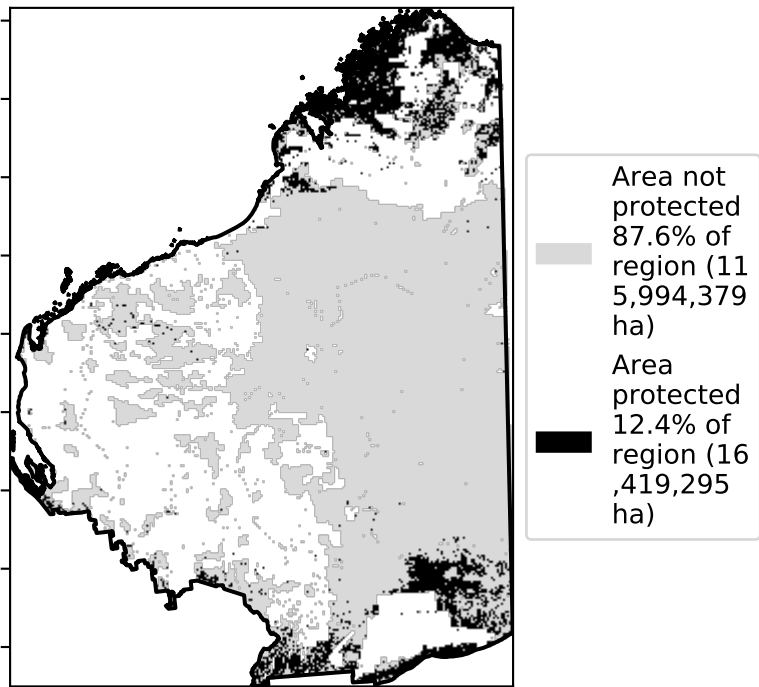 Area not
protected
87.6% of
region (11
5,994,379
ha)
Area
protected
12.4% of
region (16
,419,295
ha)